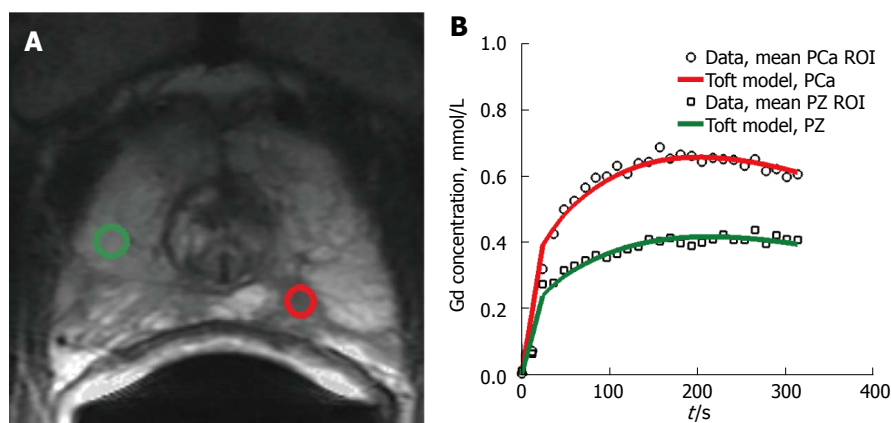 A
B
1.0
0.8
0.6
0.4
0.2
0.0
Gd concentration, mmol/L
Data, mean PCa ROI
Toft model, PCa
Data, mean PZ ROI
Toft model, PZ
0 100 200 300 400
t/s